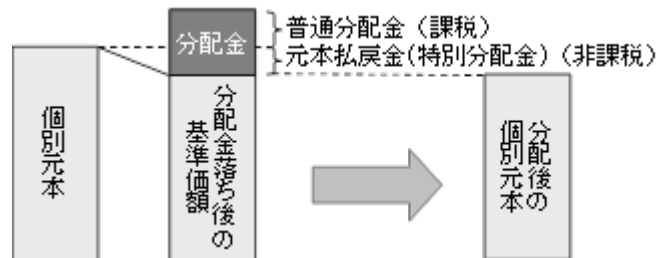 分配金
普通分配金(課税)
元本払戻金(特別分配金)(非課税)
個別元本
分配金落ち後の
基準価額
分配後の
個別元本